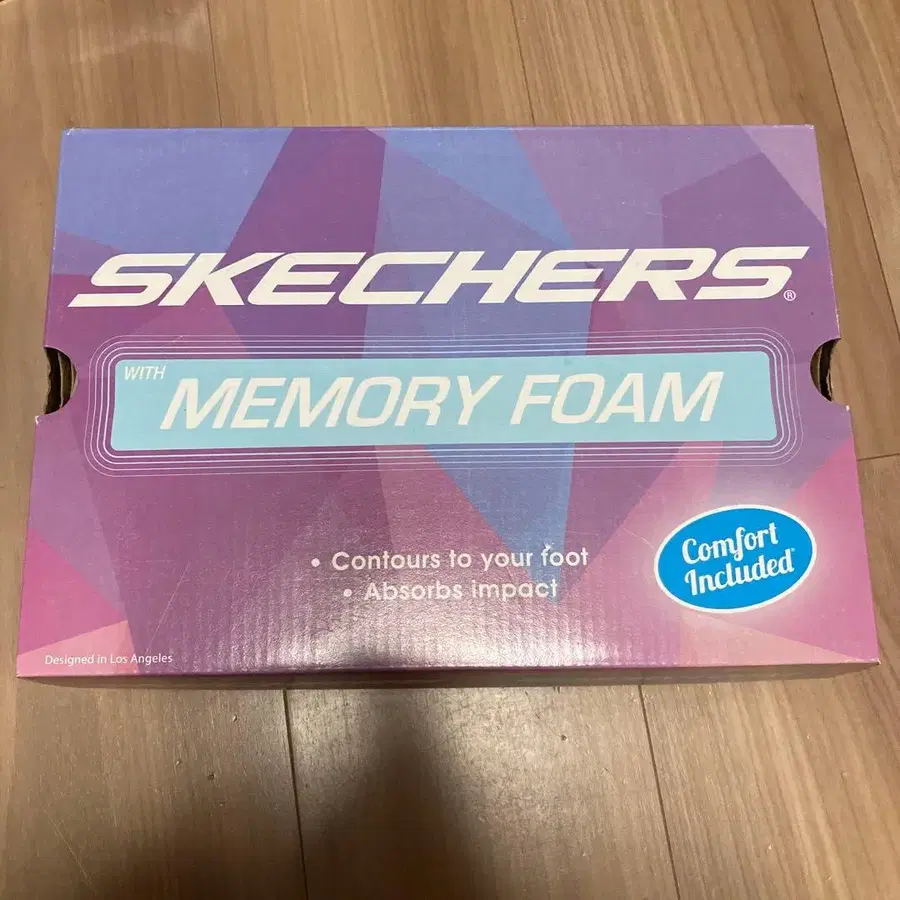 SKECHERS®
WITH
MEMORY FOAM
• Contours to your foot
• Absorbs impact
Comfort
Included
Designed in Los Angeles